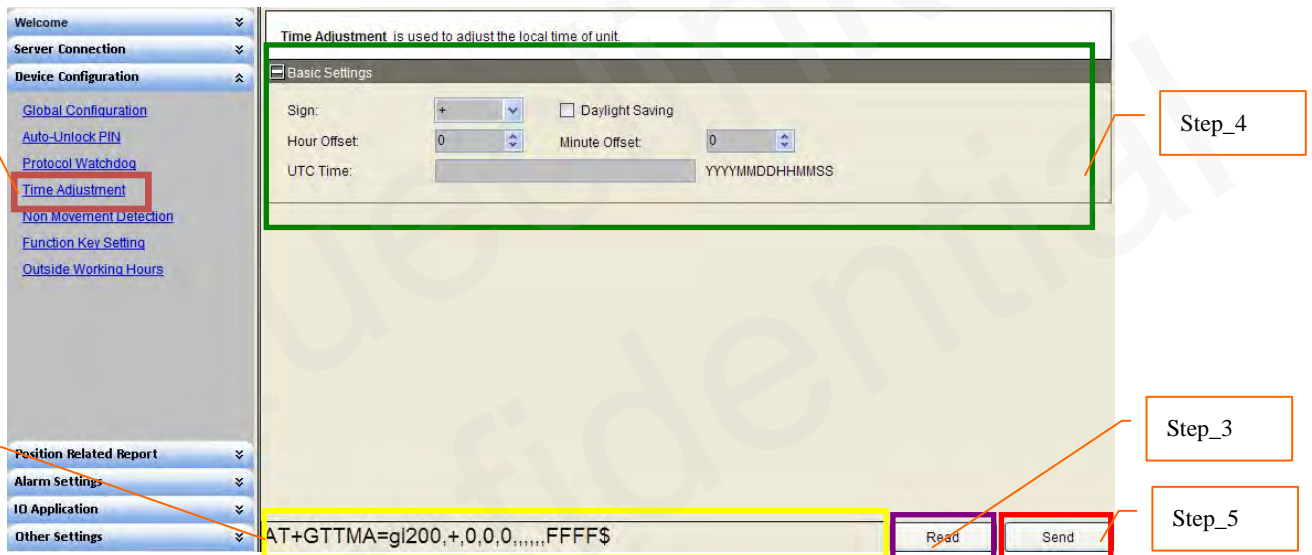 Welcome
Server Connection
Device Configuration
Global Configuration
Auto-Unlock PIN
Protocol Watchdog
Time Adjustment
Non Movement Detection
Function Key Setting
Outside Working Hours
Position Related Report
Alarm Settings
IO Application
Other Settings
Time Adjustment is used to adjust the local time of unit.
Basic Settings
Sign: + Daylight Saving
Hour Offset: 0 Minute Offset: 0
UTC Time: YYYYMMDDHHMMSS
AT+GTTMA=gl200,+,0,0,0,,,,,,FFFF$
Read Send
Step_4
Step_3
Step_5
fidential